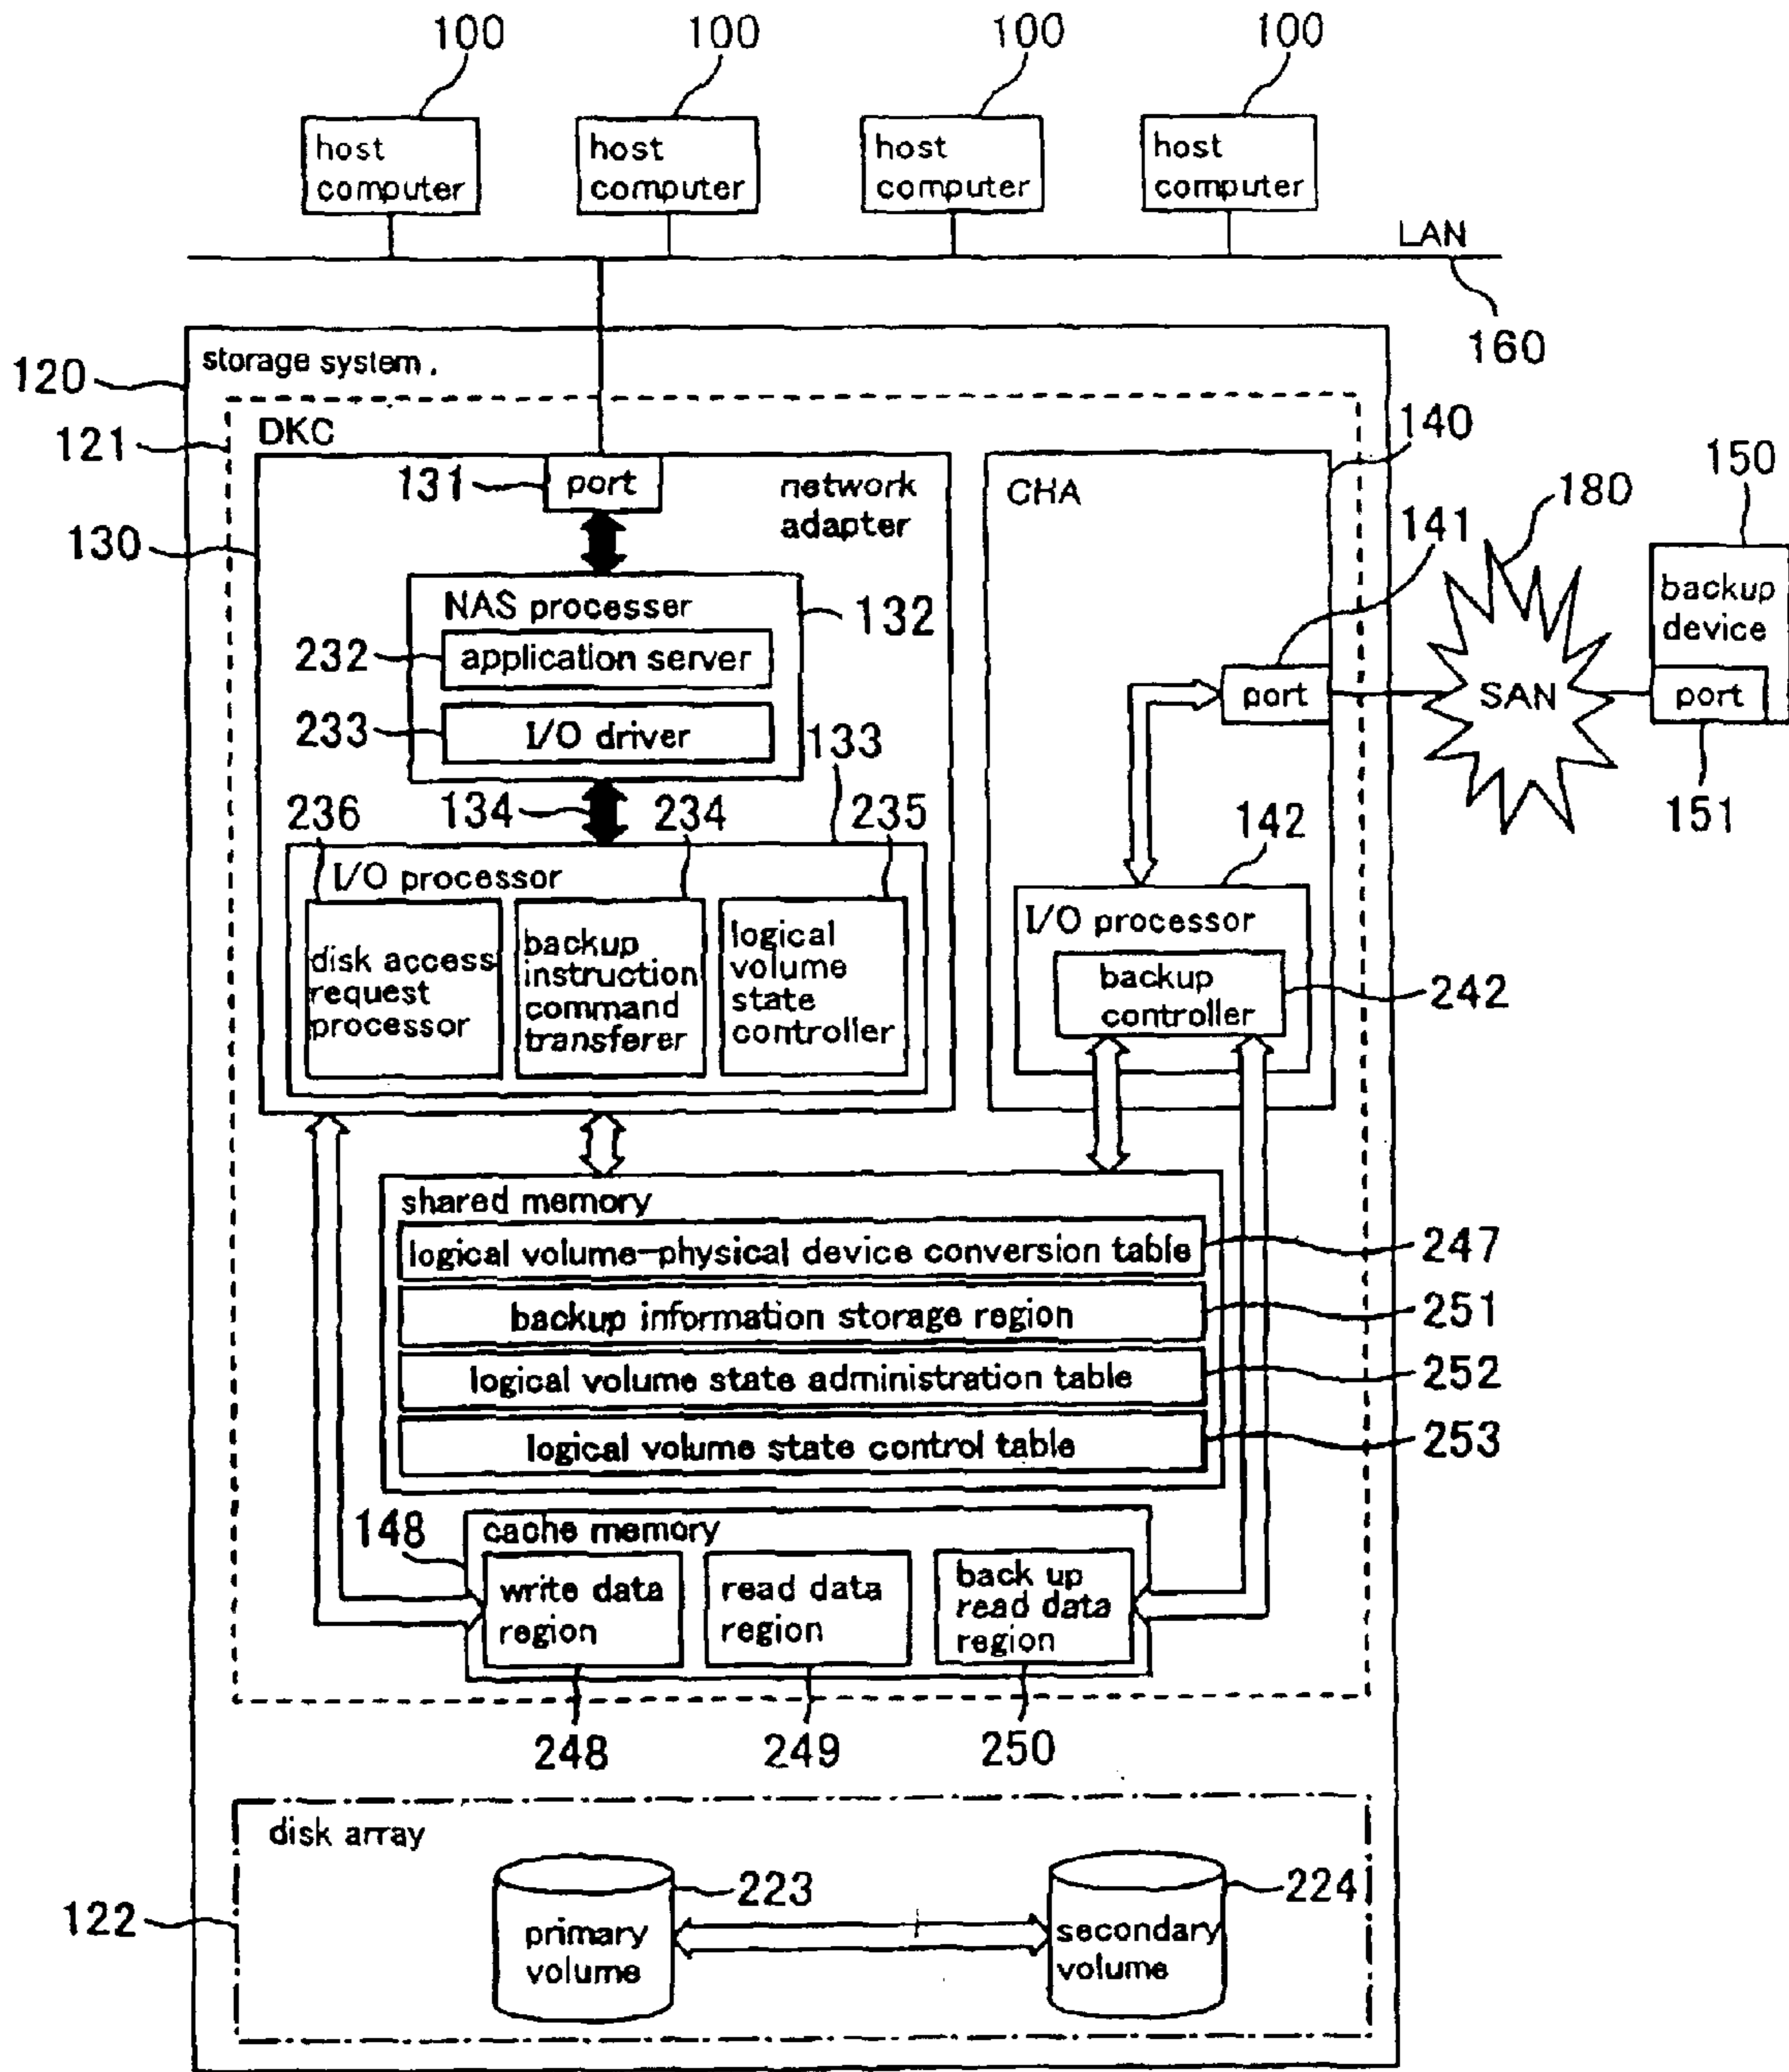 100
100
100
100
host
computer
host
computer
host
computer
host
computer
LAN
160
storage system.
120
121
DKC
140
131
port
network
adapter
CHA
150
180
130
141
backup
device
NAS processer
132
232
application server
port
SAN
port
233
I/O driver
133
151
236
134
234
235
142
I/O processor
disk access
request
processor
backup
instruction
command
transferer
logical
volume
state
controller
I/O processor
backup
controller
242
shared memory
logical volume-physical device conversion table
247
backup information storage region
251
logical volume state administration table
252
logical volume state control table
253
148
cache memory
write data
region
read data
region
back up
read data
region
248
249
250
disk array
122
223
224
primary
volume
secondary
volume